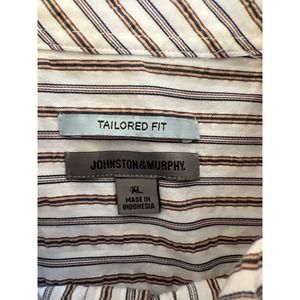 TAILORED FIT
JOHNSTON & MURPHY.
XL
MADE IN
INDONESIA